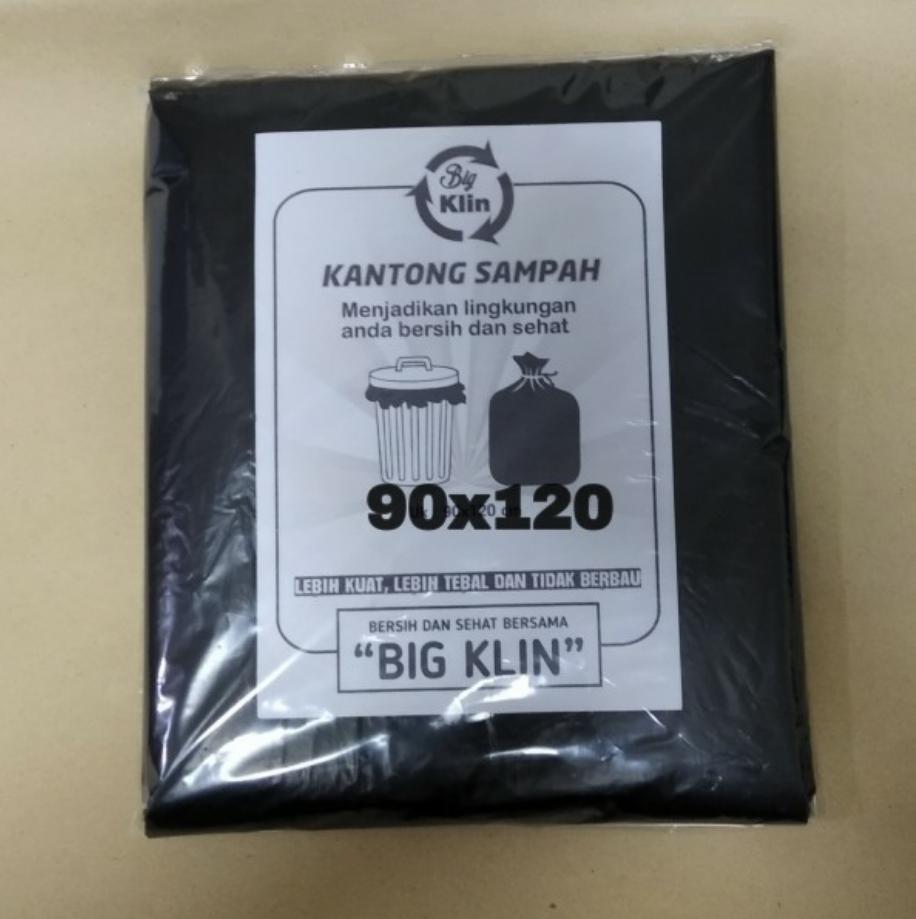 Big
Klin
KANTONG SAMPAH
Menjadikan lingkungan
anda bersih dan sehat
90x120
LEBIH KUAT, LEBIH TEBAL DAN TIDAK BERBAU
BERSIH DAN SEHAT BERSAMA
“BIG KLIN”